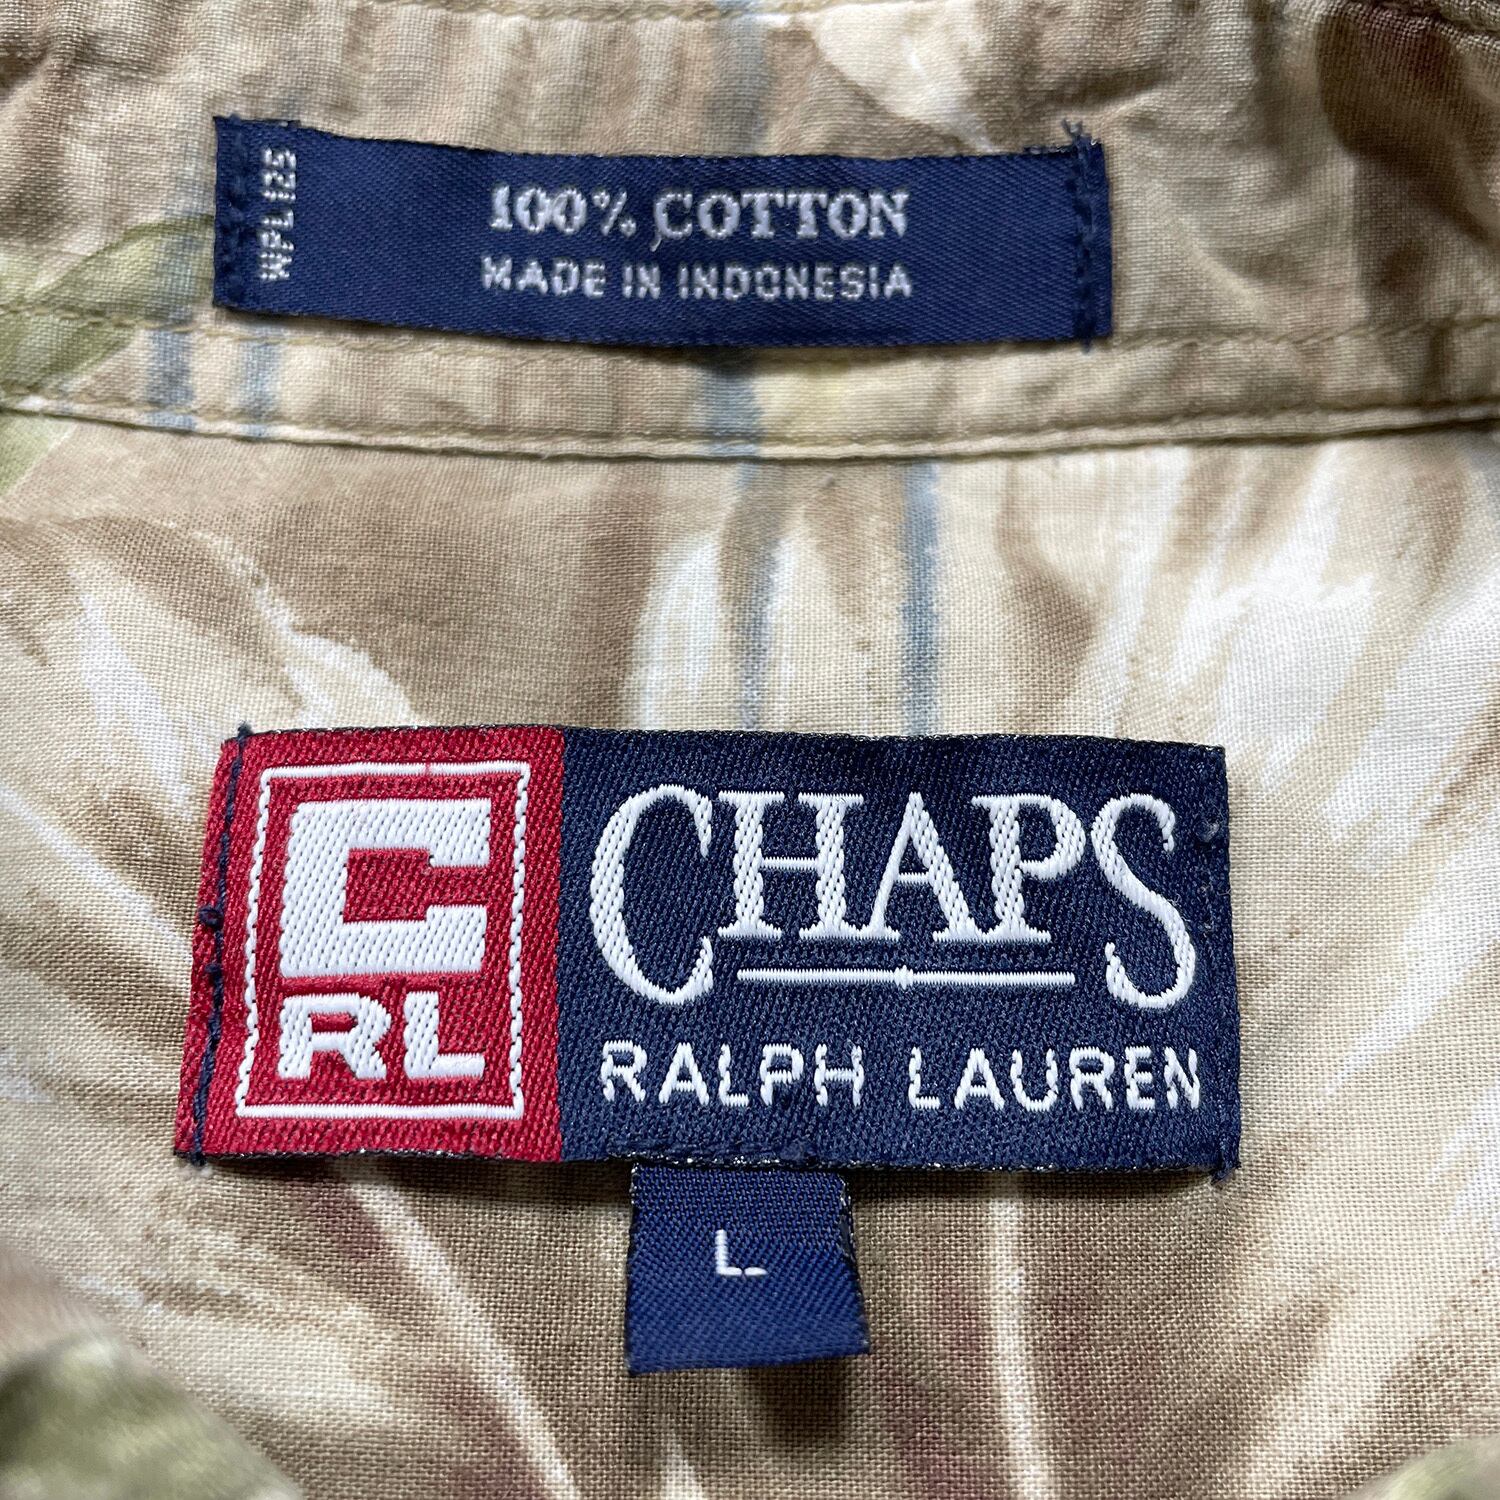 WPL 125
100% COTTON
MADE IN INDONESIA
C
RL
CHAPS
RALPH LAUREN
L